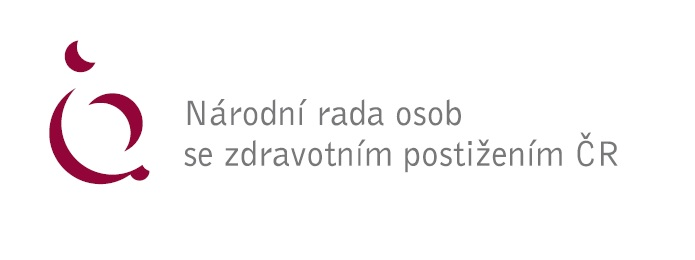 Národní rada osob
se zdravotním postižením ČR